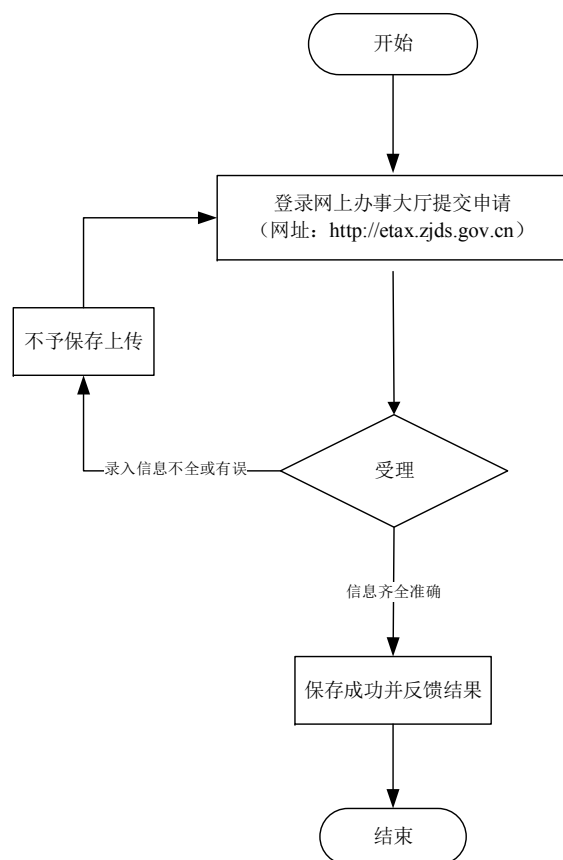 开始
登录网上办事大厅提交申请
（网址：http://etax.zjds.gov.cn）
不予保存上传
录入信息不全或有误
受理
信息齐全准确
保存成功并反馈结果
结束